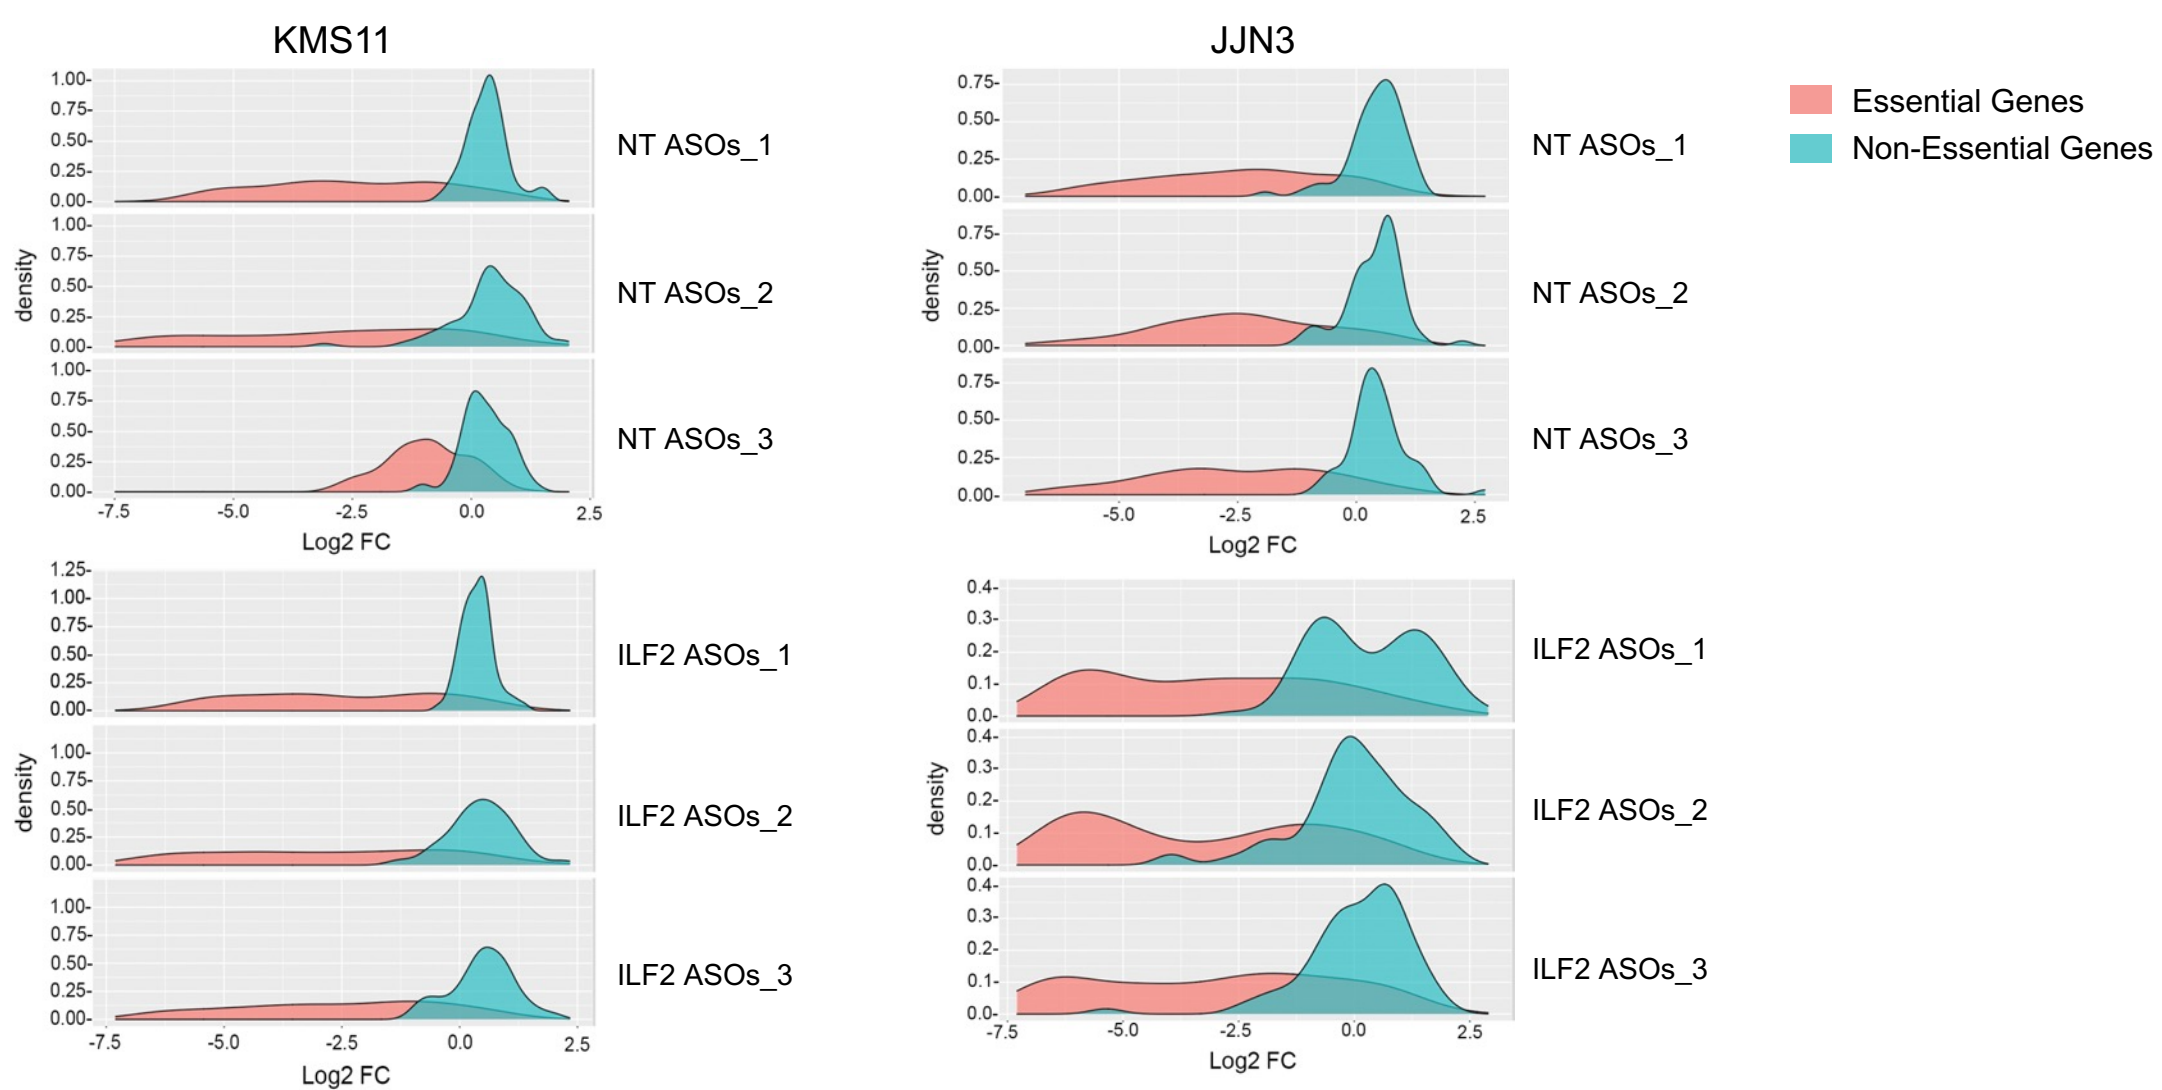 KMS11
1.00
0.75
0.50
0.25
0.00
NT ASOs_1
1.00
0.75
0.50
0.25
0.00
NT ASOs_2
density
1.00
0.75
0.50
0.25
0.00
NT ASOs_3
-7.5 -5.0 -2.5 0.0 2.5
Log2 FC
1.25
1.00
0.75
0.50
0.25
0.00
ILF2 ASOs_1
1.00
0.75
0.50
0.25
0.00
ILF2 ASOs_2
density
1.00
0.75
0.50
0.25
0.00
ILF2 ASOs_3
-7.5 -5.0 -2.5 0.0 2.5
Log2 FC
JJN3
0.75
0.50
0.25
0.00
NT ASOs_1
0.75
0.50
0.25
0.00
NT ASOs_2
density
0.75
0.50
0.25
0.00
NT ASOs_3
-5.0 -2.5 0.0 2.5
Log2 FC
0.4
0.3
0.2
0.1
0.0
ILF2 ASOs_1
0.4
0.3
0.2
0.1
0.0
ILF2 ASOs_2
density
0.4
0.3
0.2
0.1
0.0
ILF2 ASOs_3
-7.5 -5.0 -2.5 0.0 2.5
Log2 FC
Essential Genes
Non-Essential Genes